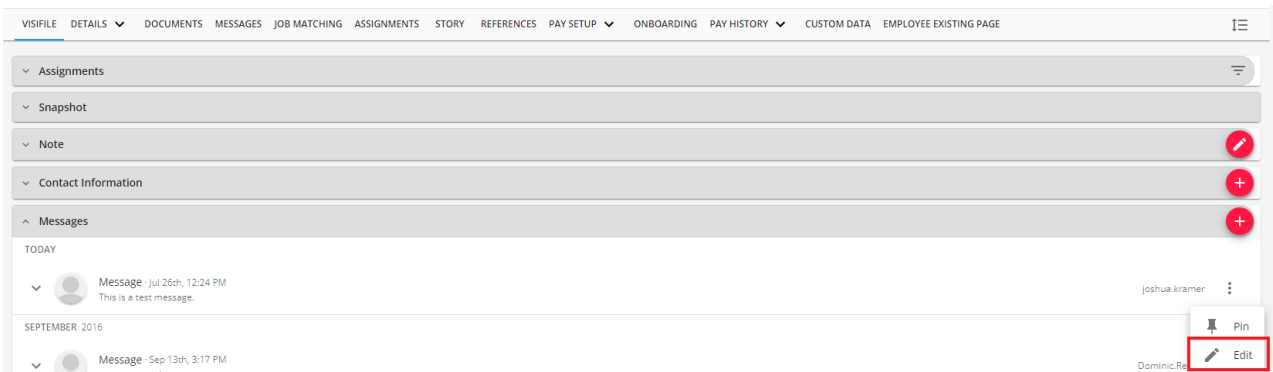 VISIFILE DETAILS DOCUMENTS MESSAGES JOB MATCHING ASSIGNMENTS STORY REFERENCES PAY SETUP ONBOARDING PAY HISTORY CUSTOM DATA EMPLOYEE EXISTING PAGE
Assignments
Snapshot
Note
Contact Information
Messages
TODAY
Message · Jul 26th, 12:24 PM
This is a test message.
joshua.kramer
Pin
SEPTEMBER 2016
Edit
Message · Sep 13th, 3:17 PM